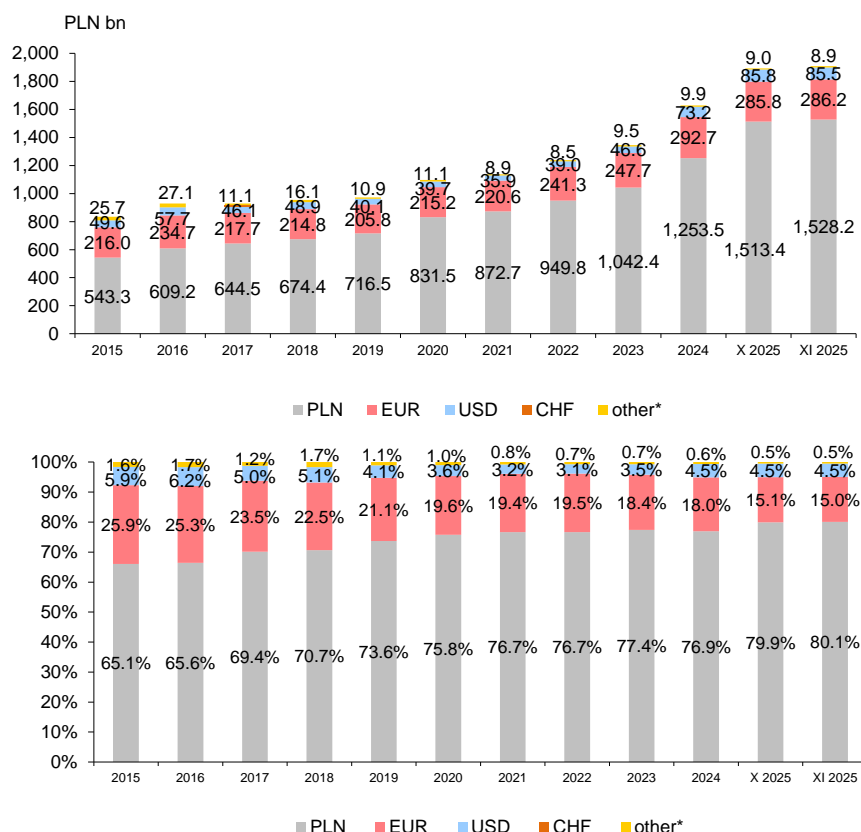 PLN bn
2,000
1,800
1,600
1,400
1,200
1,000
800
600
400
200
0
25.7 27.1 11.1 16.1 10.9 11.1 8.9 8.5 9.5 9.9 9.0 8.9
49.6 57.7 46.1 48.9 40.1 39.7 35.9 39.0 46.6 73.2 85.8 85.5
216.0 234.7 217.7 214.8 205.8 215.2 220.6 241.3 247.7 292.7 285.8 286.2
543.3 609.2 644.5 674.4 716.5 831.5 872.7 949.8 1,042.4 1,253.5 1,513.4 1,528.2
2015 2016 2017 2018 2019 2020 2021 2022 2023 2024 X 2025 XI 2025
PLN EUR USD CHF other*
100%
90%
80%
70%
60%
50%
40%
30%
20%
10%
0%
1.6% 1.7% 1.2% 1.7% 1.1% 1.0% 0.8% 0.7% 0.7% 0.6% 0.5% 0.5%
5.9% 6.2% 5.0% 5.1% 4.1% 3.6% 3.2% 3.1% 3.5% 4.5% 4.5% 4.5%
25.9% 25.3% 23.5% 22.5% 21.1% 19.6% 19.4% 19.5% 18.4% 18.0% 15.1% 15.0%
65.1% 65.6% 69.4% 70.7% 73.6% 75.8% 76.7% 76.7% 77.4% 76.9% 79.9% 80.1%
2015 2016 2017 2018 2019 2020 2021 2022 2023 2024 X 2025 XI 2025
PLN EUR USD CHF other*